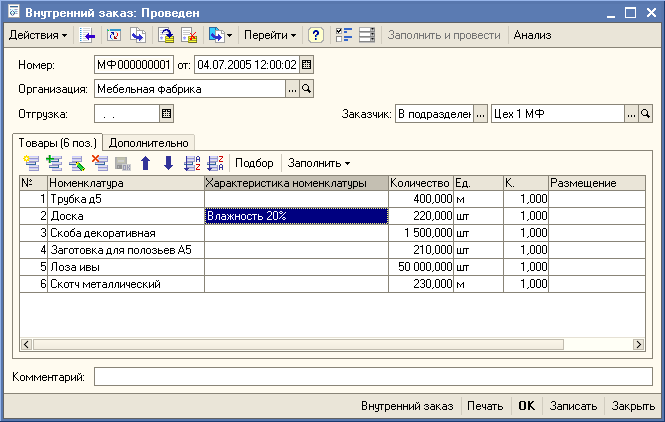 Внутренний заказ: Проведен
Действия Перейти ? Заполнить и провести Анализ
Номер: МФ000000001 от: 04.07.2005 12:00:02
Организация: Мебельная фабрика ...
Отгрузка: . . Заказчик: В подразделен ... Цех 1 МФ ...
Товары (6 поз.) Дополнительно
Подбор Заполнить
№ Номенклатура Характеристика номенклатуры Количество Ед. К. Размещение
1 Трубка д5 400,000 м 1,000
2 Доска Влажность 20% 220,000 шт 1,000
3 Скоба декоративная 1 500,000 шт 1,000
4 Заготовка для полозьев А5 210,000 шт 1,000
5 Лоза ивы 50 000,000 шт 1,000
6 Скотч металлический 230,000 м 1,000
Комментарий:
Внутренний заказ Печать OK Записать Закрыть